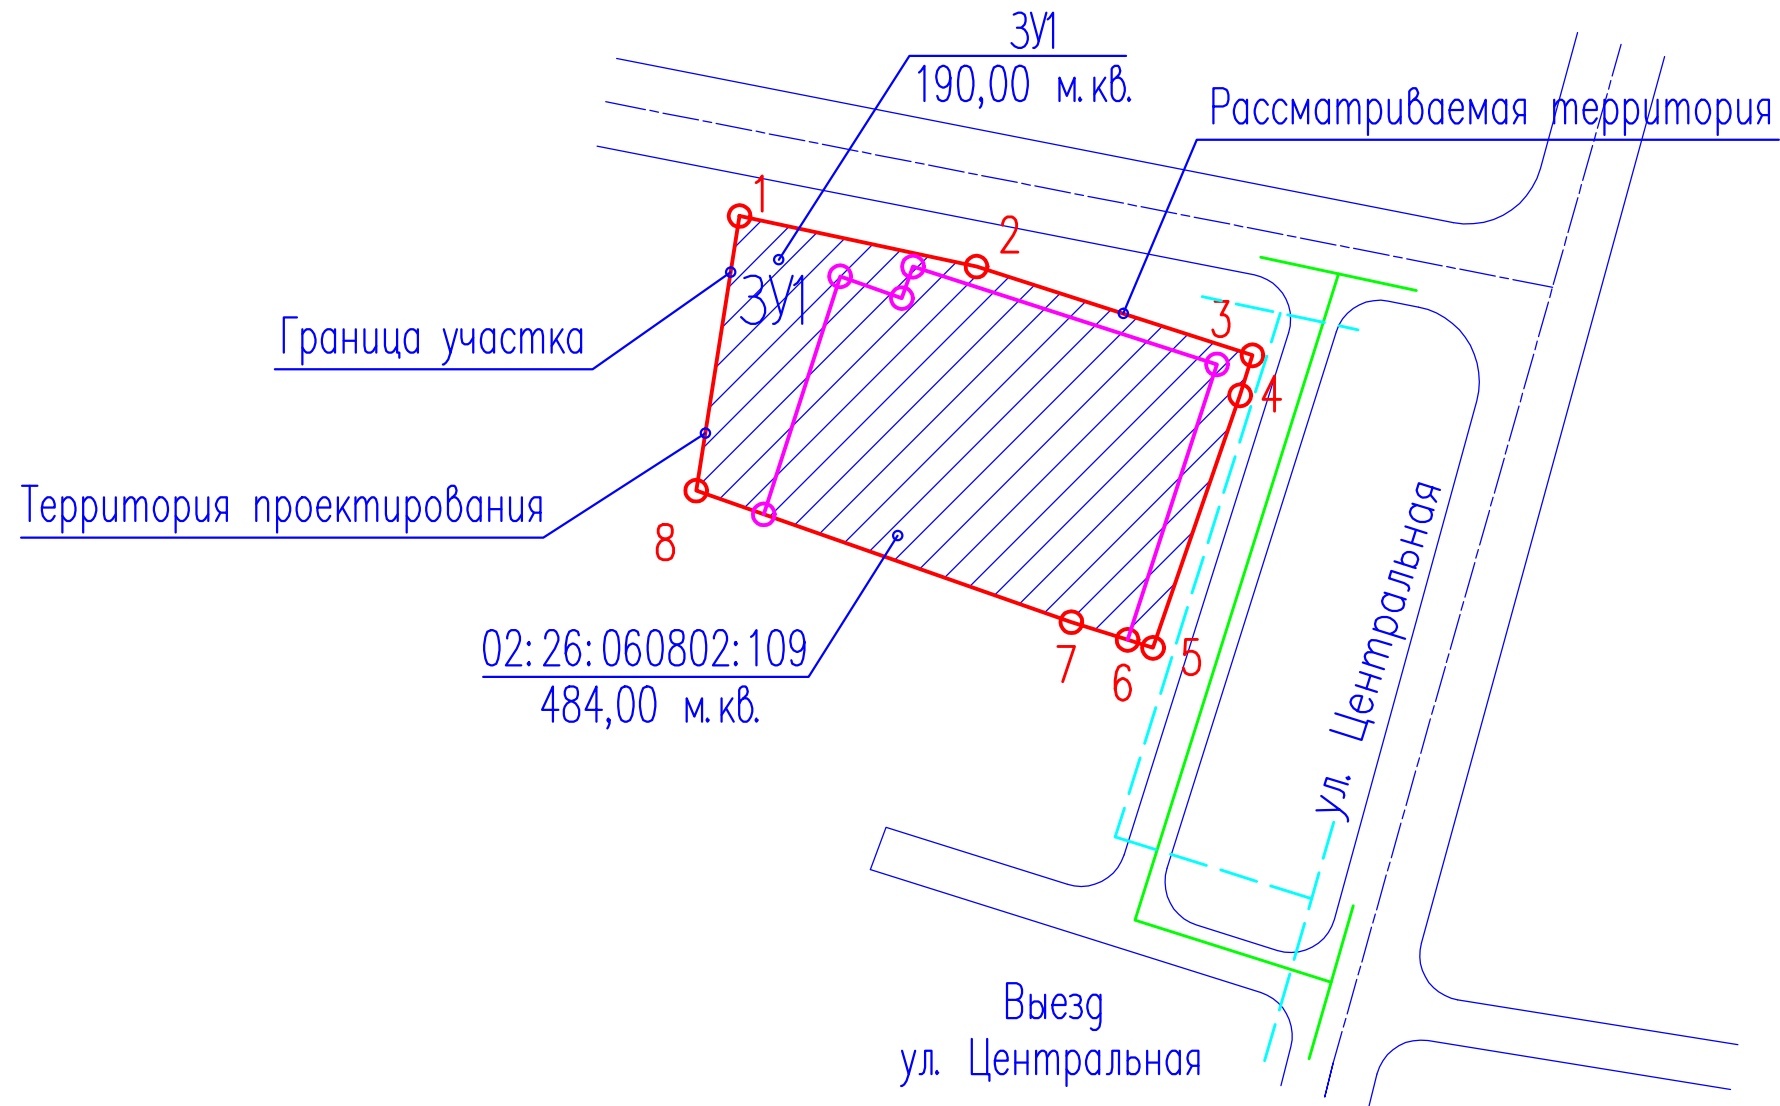 ЗУ1
190,00 м.кв.
Рассматриваемая территория
1
2
3
4
ЗУ1
Граница участка
Территория проектирования
8
02:26:060802:109
484,00 м.кв.
7
6
5
ул. Центральная
Выезд
ул. Центральная